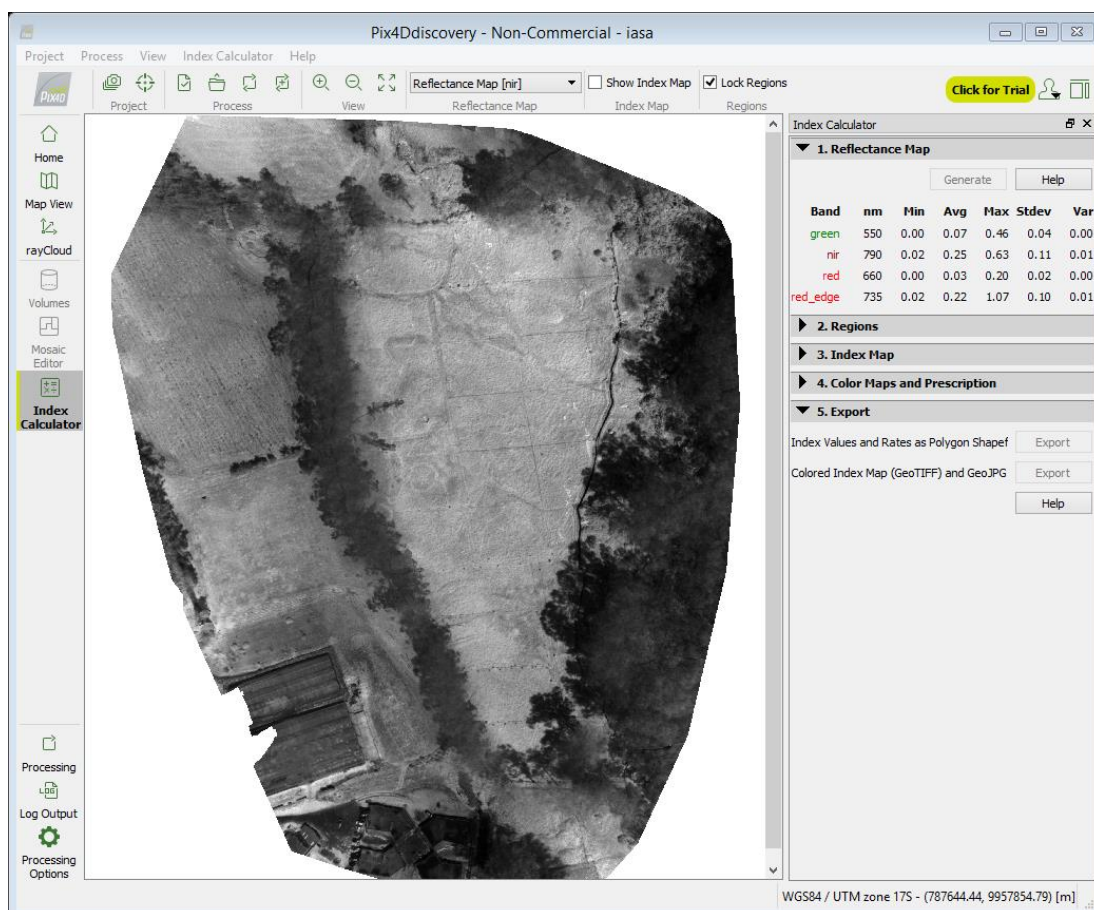 Pix4Ddiscovery - Non-Commercial - iasa
Project Process View Index Calculator Help
PIX4D
Project
Process
View
Reflectance Map [nir]
Reflectance Map
Show Index Map
Index Map
Lock Regions
Regions
Click for Trial
Home
Map View
rayCloud
Volumes
Mosaic
Editor
Index
Calculator
Processing
LOG
Log Output
Processing
Options
Index Calculator
1. Reflectance Map
Generate Help
Band nm Min Avg Max Stdev Var
green 550 0.00 0.07 0.46 0.04 0.00
nir 790 0.02 0.25 0.63 0.11 0.01
red 660 0.00 0.03 0.20 0.02 0.00
red_edge 735 0.02 0.22 1.07 0.10 0.01
2. Regions
3. Index Map
4. Color Maps and Prescription
5. Export
Index Values and Rates as Polygon Shapef Export
Colored Index Map (GeoTIFF) and GeoJPG Export
Help
WGS84 / UTM zone 17S - (787644.44, 9957854.79) [m]